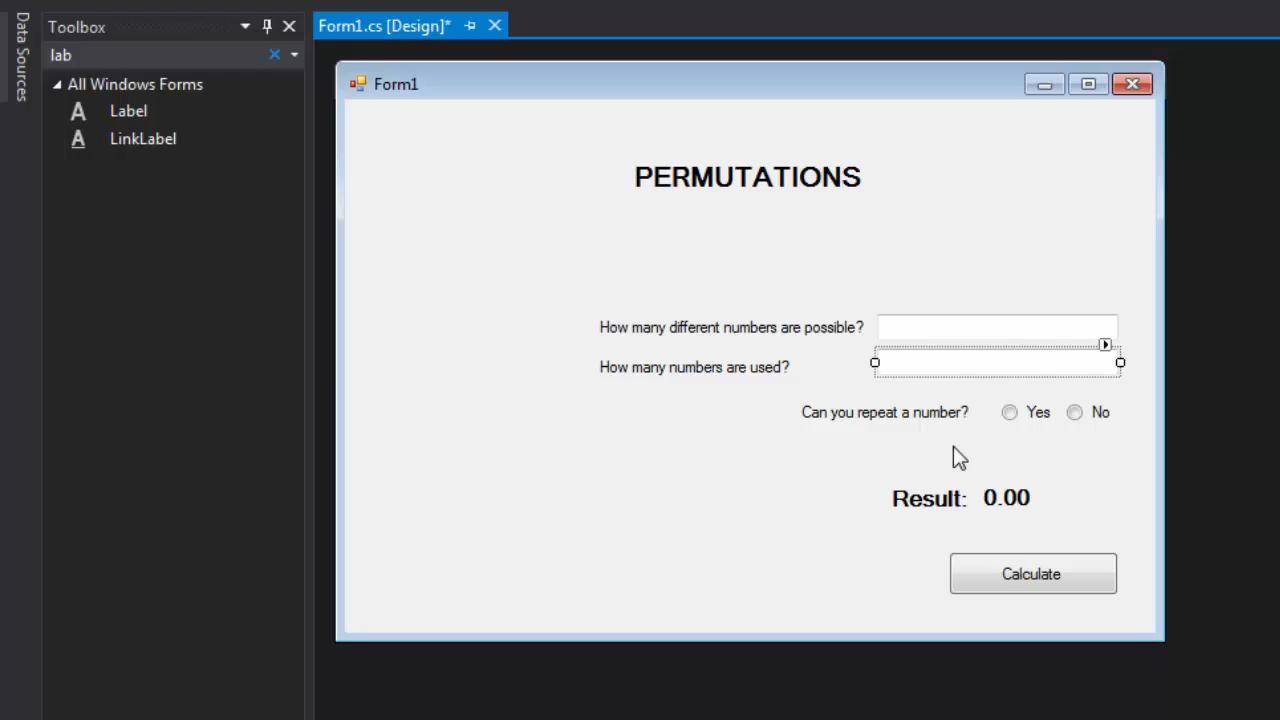 Data Sources
Toolbox
lab
All Windows Forms
A Label
A LinkLabel
Form1.cs [Design]*
Form1
PERMUTATIONS
How many different numbers are possible?
How many numbers are used?
Can you repeat a number? Yes No
Result: 0.00
Calculate